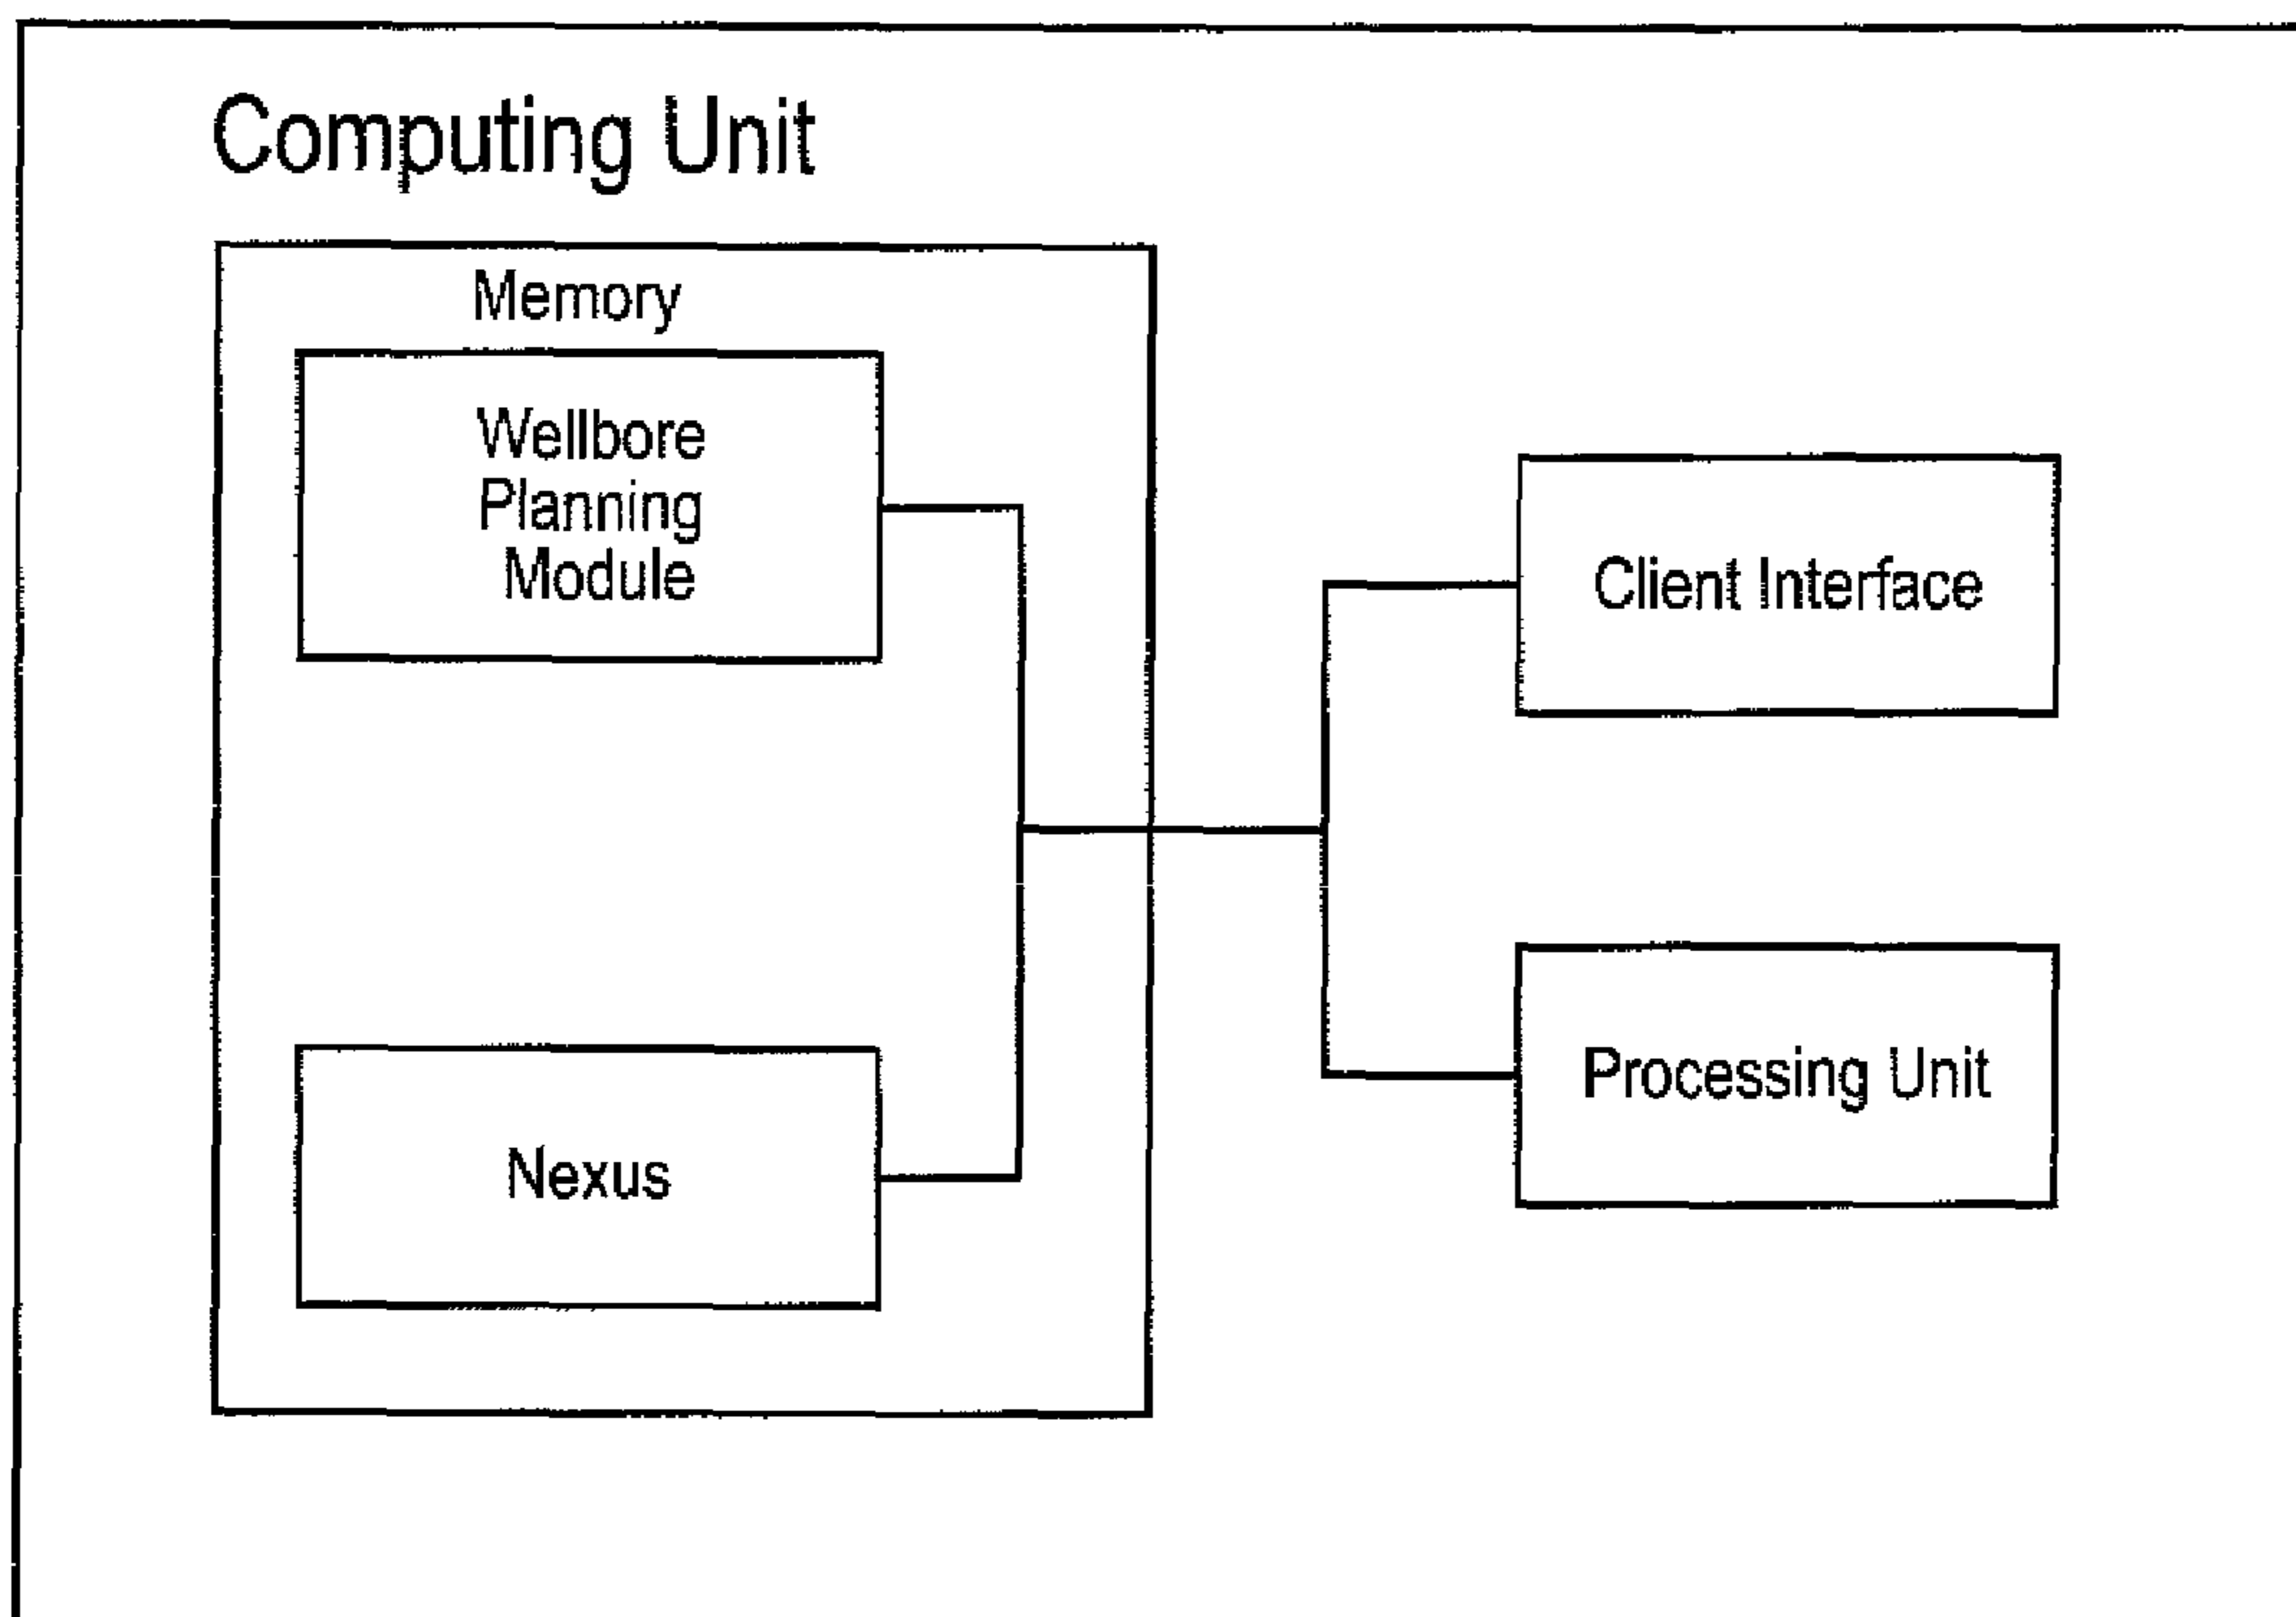 Computing Unit
Memory
Wellbore
Planning
Module
Client Interface
Processing Unit
Nexus